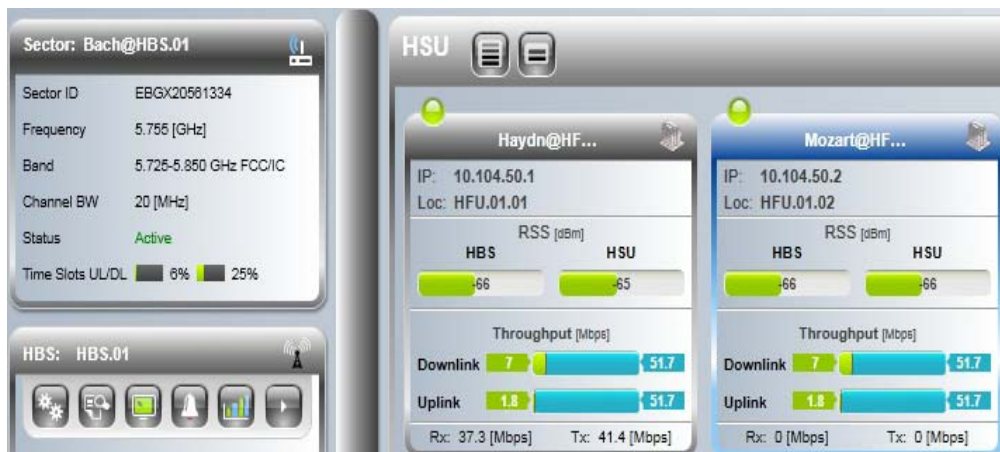 Sector: Bach@HBS.01
Sector ID EBGX20561334
Frequency 5.755 [GHz]
Band 5.725-5.850 GHz FCC/IC
Channel BW 20 [MHz]
Status Active
Time Slots UL/DL 6% 25%
HBS: HBS.01
HSU
Haydn@HF...
IP: 10.104.50.1
Loc: HFU.01.01
RSS [dBm]
HBS HSU
-66 -65
Throughput [Mbps]
Downlink 7 51.7
Uplink 1.8 51.7
Rx: 37.3 [Mbps] Tx: 41.4 [Mbps]
Mozart@HF...
IP: 10.104.50.2
Loc: HFU.01.02
RSS [dBm]
HBS HSU
-66 -66
Throughput [Mbps]
Downlink 7 51.7
Uplink 1.8 51.7
Rx: 0 [Mbps] Tx: 0 [Mbps]